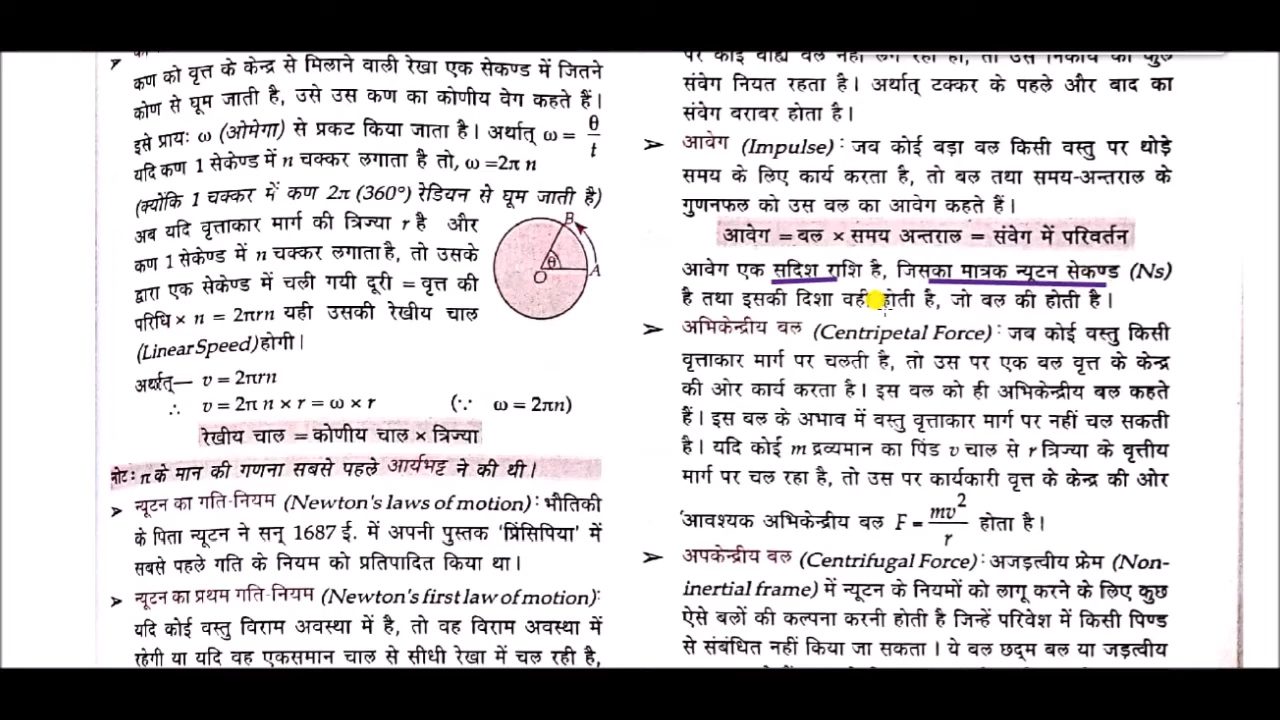 कण को वृत्त के केन्द्र से मिलाने वाली रेखा एक सेकण्ड में जितने
कोण से घूम जाती है, उसे उस कण का कोणीय वेग कहते हैं।
इसे प्रायः ω (ओमेगा) से प्रकट किया जाता है। अर्थात् ω = θ/t
यदि कण 1 सेकेण्ड में n चक्कर लगाता है तो, ω =2π n
(क्योंकि 1 चक्कर में कण 2π (360°) रेडियन से घूम जाती है)
अब यदि वृत्ताकार मार्ग की त्रिज्या r है और
कण 1 सेकेण्ड में n चक्कर लगाता है, तो उसके
द्वारा एक सेकेण्ड में चली गयी दूरी = वृत्त की
परिधि × n = 2πrn यही उसकी रेखीय चाल
(Linear Speed) होगी।
B
θ
O
A
अर्थात्— v = 2πrn
∴ v = 2π n × r = ω × r (∵ ω = 2πn)
रेखीय चाल = कोणीय चाल × त्रिज्या
नोट: π के मान की गणना सबसे पहले आर्यभट्ट ने की थी।
➤ न्यूटन का गति-नियम (Newton's laws of motion) : भौतिकी
के पिता न्यूटन ने सन् 1687 ई. में अपनी पुस्तक 'प्रिंसिपिया' में
सबसे पहले गति के नियम को प्रतिपादित किया था।
➤ न्यूटन का प्रथम गति-नियम (Newton's first law of motion) :
यदि कोई वस्तु विराम अवस्था में है, तो वह विराम अवस्था में
रहेगी या यदि वह एकसमान चाल से सीधी रेखा में चल रही है,
पर कोई बाह्य बल नहीं लग रहा हो, तो उस निकाय का कुल
संवेग नियत रहता है। अर्थात् टक्कर के पहले और बाद का
संवेग बराबर होता है।
➤ आवेग (Impulse) : जब कोई बड़ा बल किसी वस्तु पर थोड़े
समय के लिए कार्य करता है, तो बल तथा समय-अन्तराल के
गुणनफल को उस बल का आवेग कहते हैं।
आवेग = बल × समय अन्तराल = संवेग में परिवर्तन
आवेग एक सदिश राशि है, जिसका मात्रक न्यूटन सेकण्ड (Ns)
है तथा इसकी दिशा वही होती है, जो बल की होती है।
➤ अभिकेन्द्रीय बल (Centripetal Force) : जब कोई वस्तु किसी
वृत्ताकार मार्ग पर चलती है, तो उस पर एक बल वृत्त के केन्द्र
की ओर कार्य करता है। इस बल को ही अभिकेन्द्रीय बल कहते
हैं। इस बल के अभाव में वस्तु वृत्ताकार मार्ग पर नहीं चल सकती
है। यदि कोई m द्रव्यमान का पिंड v चाल से r त्रिज्या के वृत्तीय
मार्ग पर चल रहा है, तो उस पर कार्यकारी वृत्त के केन्द्र की ओर
आवश्यक अभिकेन्द्रीय बल F = mv²/r होता है।
➤ अपकेन्द्रीय बल (Centrifugal Force) : अजड़त्वीय फ्रेम (Non-
inertial frame) में न्यूटन के नियमों को लागू करने के लिए कुछ
ऐसे बलों की कल्पना करनी होती है जिन्हें परिवेश में किसी पिण्ड
से संबंधित नहीं किया जा सकता। ये बल छद्म बल या जड़त्वीय